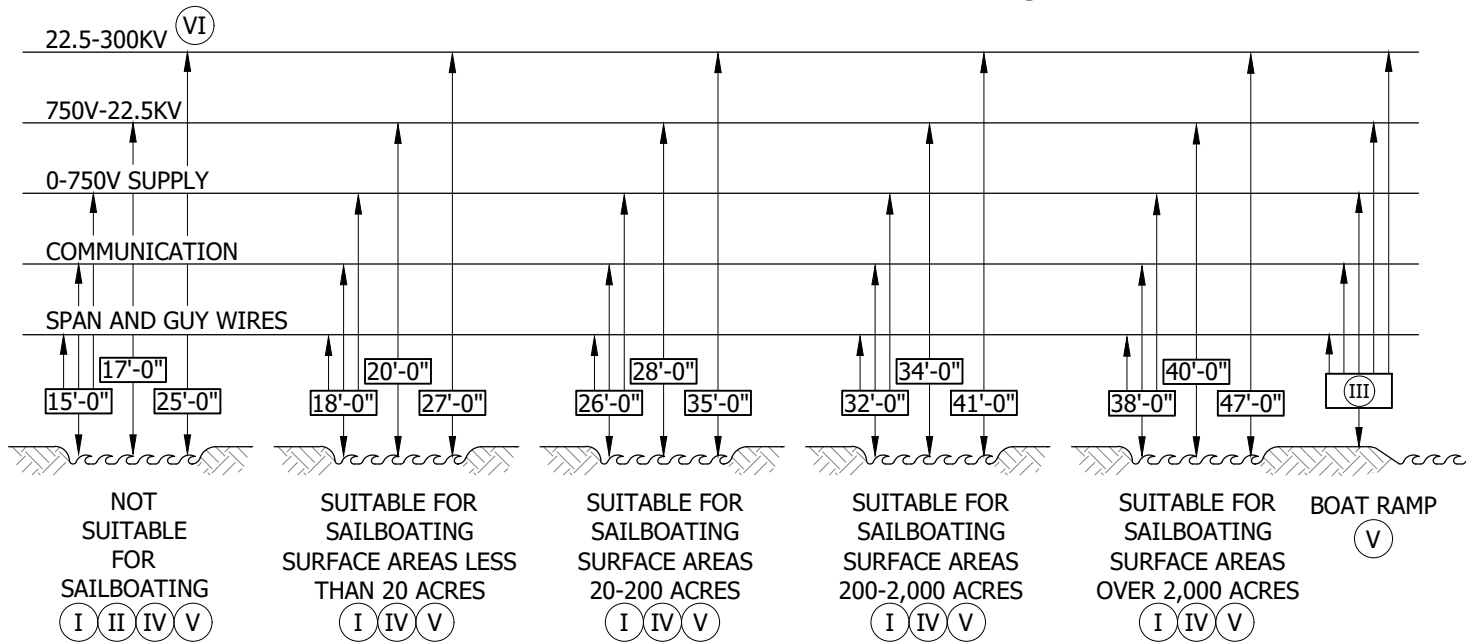 22.5-300KV VI
750V-22.5KV
0-750V SUPPLY
COMMUNICATION
SPAN AND GUY WIRES
17'-0" 20'-0" 28'-0" 34'-0" 40'-0"
15'-0" 25'-0" 18'-0" 27'-0" 26'-0" 35'-0" 32'-0" 41'-0" 38'-0" 47'-0" III
NOT
SUITABLE
FOR
SAILBOATING
I II IV V
SUITABLE FOR
SAILBOATING
SURFACE AREAS LESS
THAN 20 ACRES
I IV V
SUITABLE FOR
SAILBOATING
SURFACE AREAS
20-200 ACRES
I IV V
SUITABLE FOR
SAILBOATING
SURFACE AREAS
200-2,000 ACRES
I IV V
SUITABLE FOR
SAILBOATING
SURFACE AREAS
OVER 2,000 ACRES
I IV V
BOAT RAMP
V